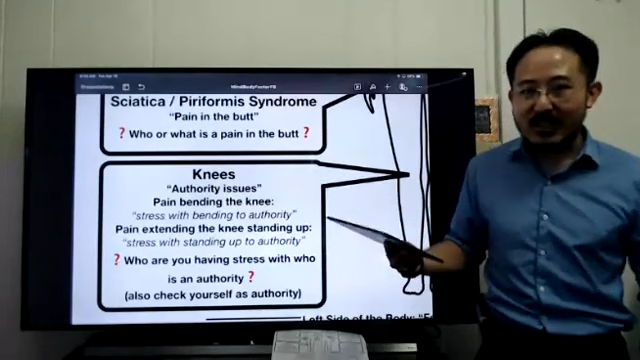 Presentations
MindBodyFactorFB
Sciatica / Piriformis Syndrome
"Pain in the butt"
? Who or what is a pain in the butt ?
Knees
"Authority issues"
Pain bending the knee:
"stress with bending to authority"
Pain extending the knee standing up:
"stress with standing up to authority"
? Who are you having stress with who
is an authority ?
(also check yourself as authority)
Left Side of the Body: